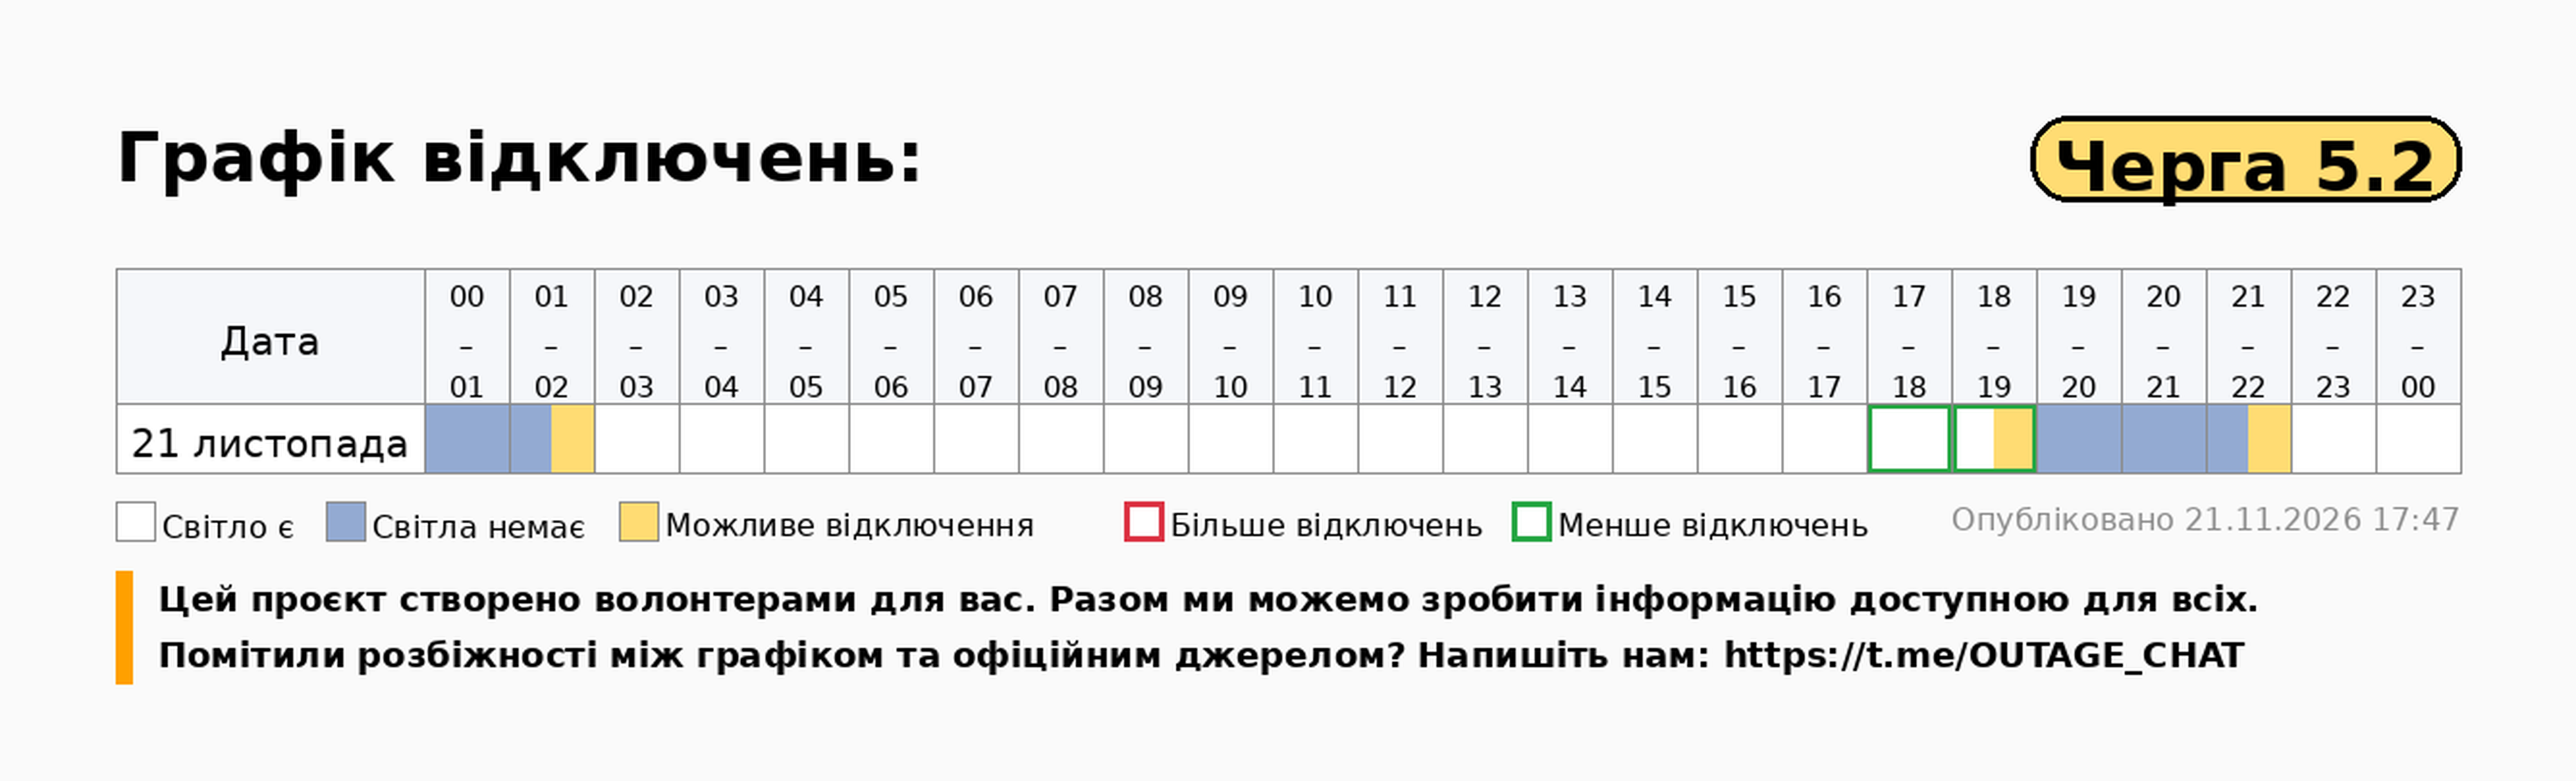 Графік відключень:
Черга 5.2
Дата
00 – 01
01 – 02
02 – 03
03 – 04
04 – 05
05 – 06
06 – 07
07 – 08
08 – 09
09 – 10
10 – 11
11 – 12
12 – 13
13 – 14
14 – 15
15 – 16
16 – 17
17 – 18
18 – 19
19 – 20
20 – 21
21 – 22
22 – 23
23 – 00
21 листопада
Світло є
Світла немає
Можливе відключення
Більше відключень
Менше відключень
Опубліковано 21.11.2026 17:47
Цей проєкт створено волонтерами для вас. Разом ми можемо зробити інформацію доступною для всіх.
Помітили розбіжності між графіком та офіційним джерелом? Напишіть нам: https://t.me/OUTAGE_CHAT